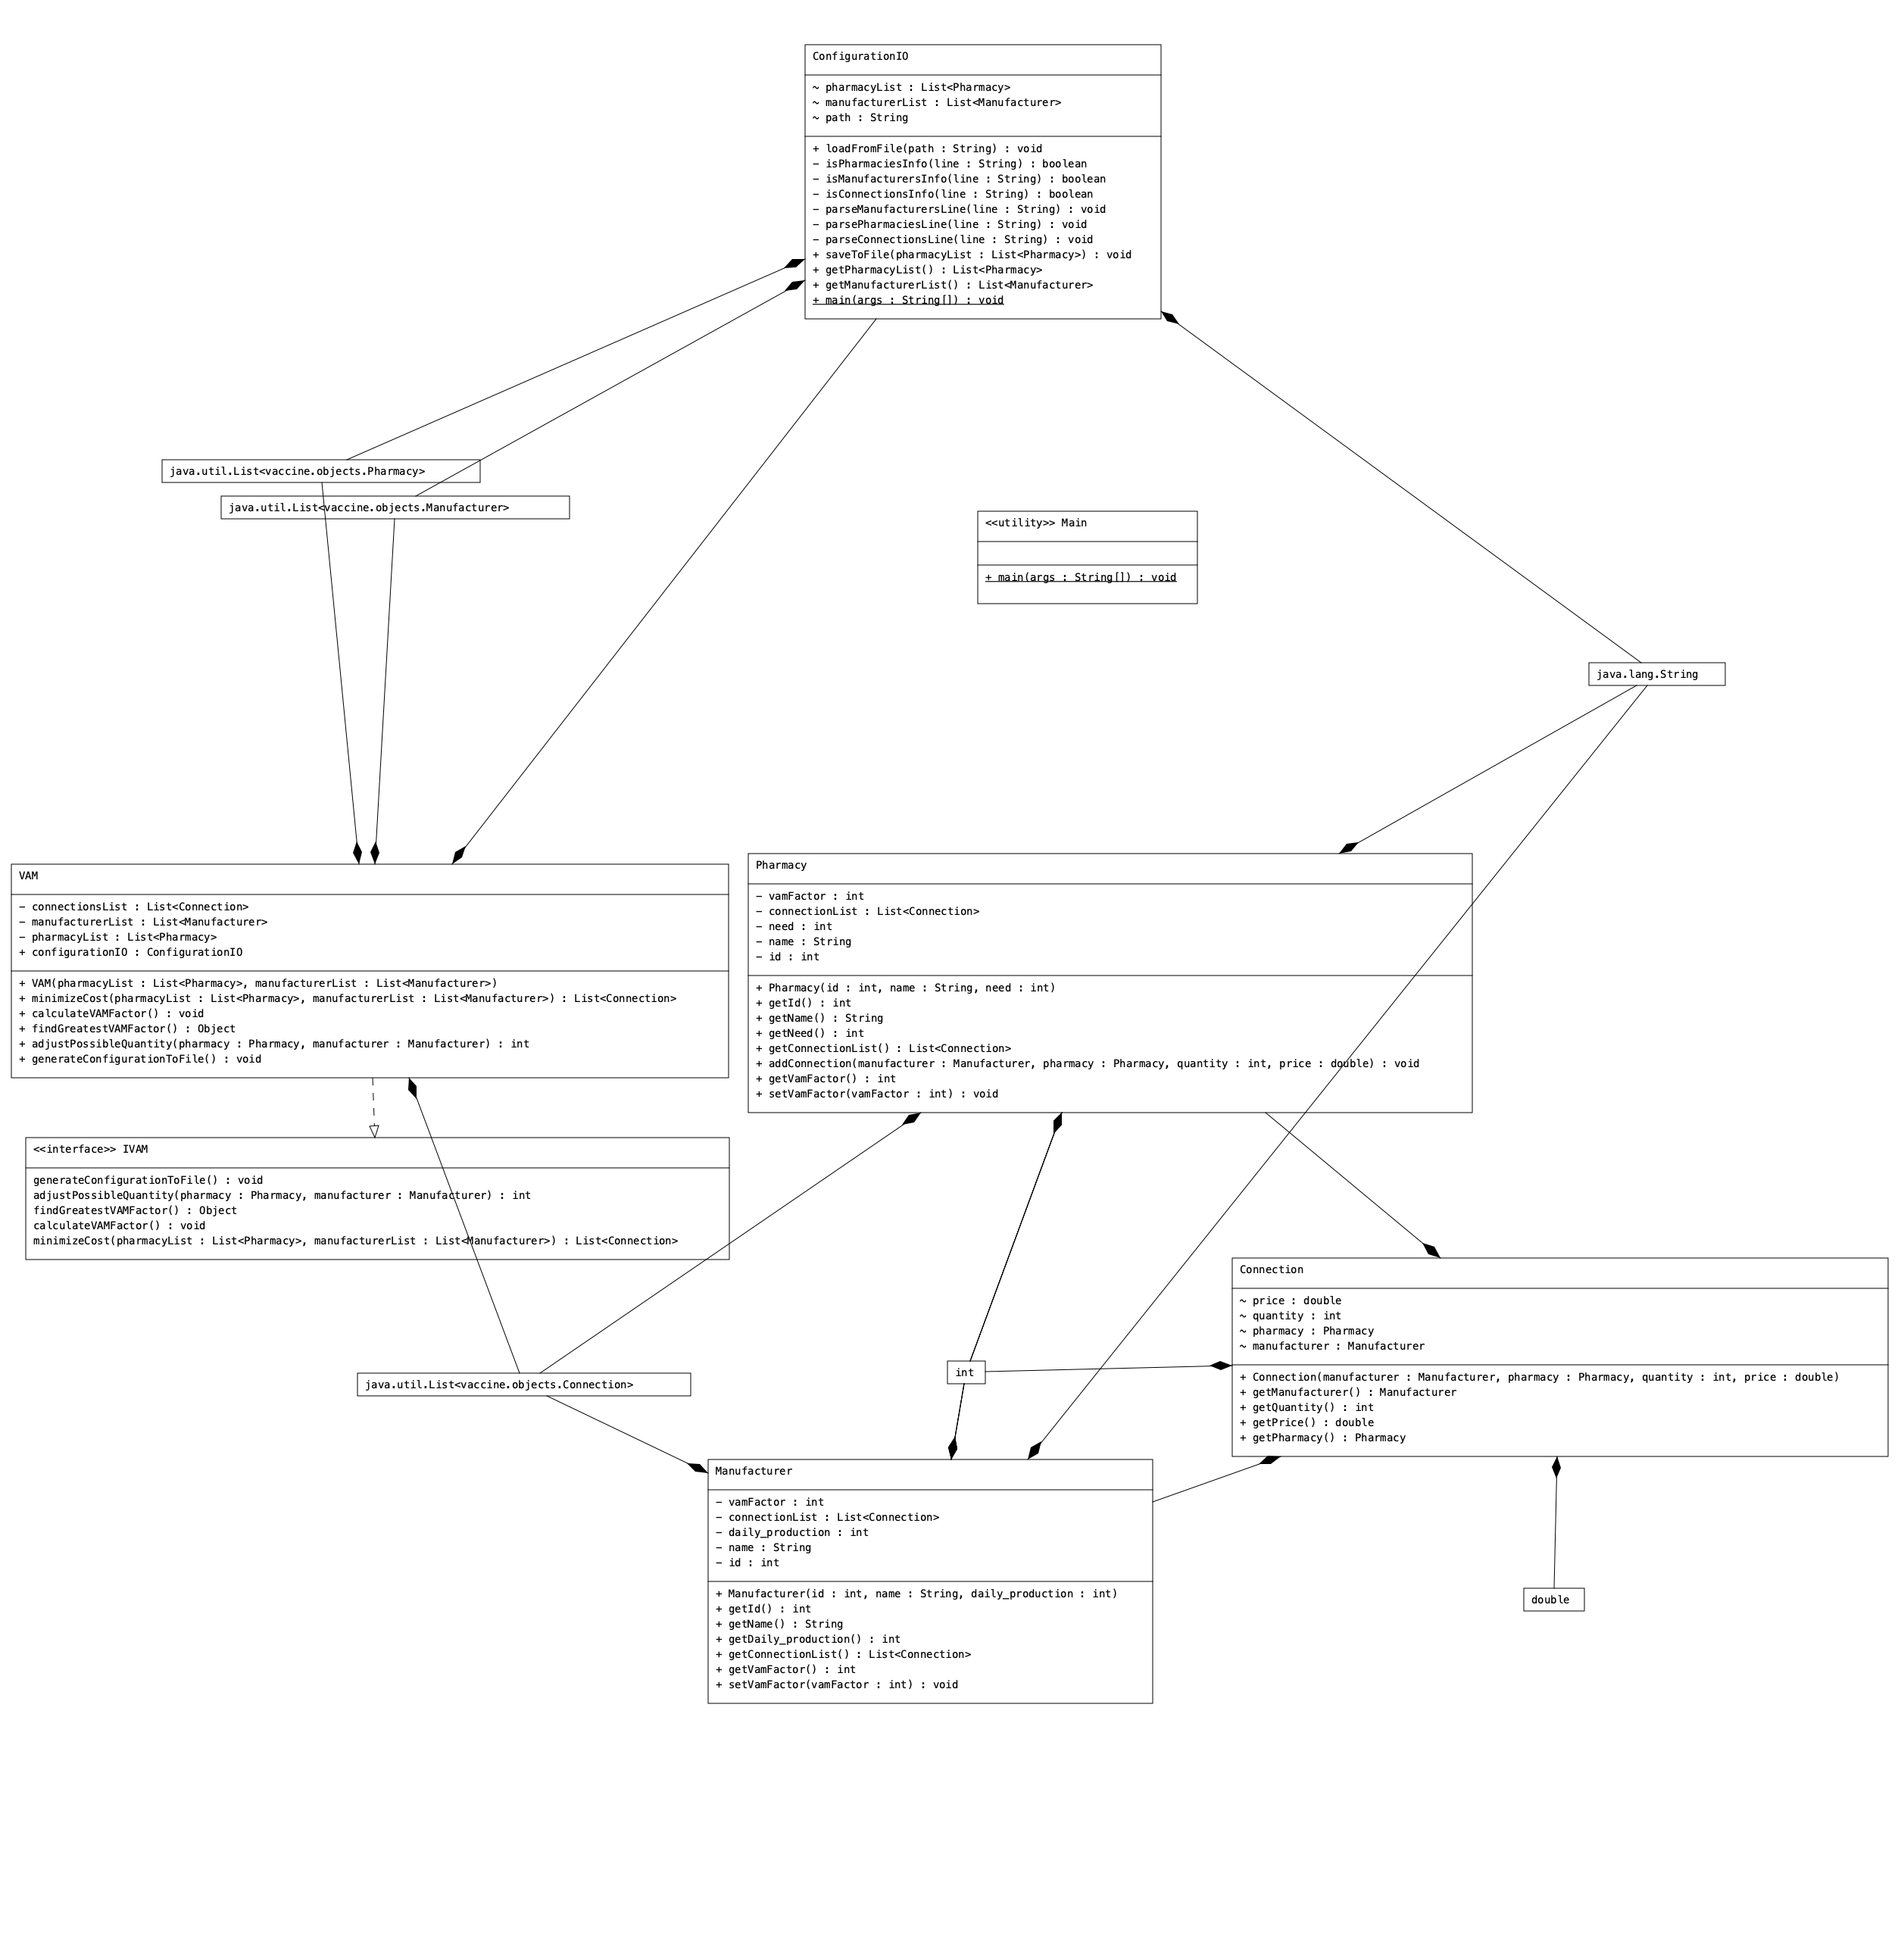 ConfigurationIO
~ pharmacyList : List<Pharmacy>
~ manufacturerList : List<Manufacturer>
~ path : String
+ loadFromFile(path : String) : void
− isPharmaciesInfo(line : String) : boolean
− isManufacturersInfo(line : String) : boolean
− isConnectionsInfo(line : String) : boolean
− parseManufacturersLine(line : String) : void
− parsePharmaciesLine(line : String) : void
− parseConnectionsLine(line : String) : void
+ saveToFile(pharmacyList : List<Pharmacy>) : void
+ getPharmacyList() : List<Pharmacy>
+ getManufacturerList() : List<Manufacturer>
+ main(args : String[]) : void
java.util.List<vaccine.objects.Pharmacy>
java.util.List<vaccine.objects.Manufacturer>
<<utility>> Main
+ main(args : String[]) : void
java.lang.String
VAM
− connectionsList : List<Connection>
− manufacturerList : List<Manufacturer>
− pharmacyList : List<Pharmacy>
+ configurationIO : ConfigurationIO
+ VAM(pharmacyList : List<Pharmacy>, manufacturerList : List<Manufacturer>)
+ minimizeCost(pharmacyList : List<Pharmacy>, manufacturerList : List<Manufacturer>) : List<Connection>
+ calculateVAMFactor() : void
+ findGreatestVAMFactor() : Object
+ adjustPossibleQuantity(pharmacy : Pharmacy, manufacturer : Manufacturer) : int
+ generateConfigurationToFile() : void
Pharmacy
− vamFactor : int
− connectionList : List<Connection>
− need : int
− name : String
− id : int
+ Pharmacy(id : int, name : String, need : int)
+ getId() : int
+ getName() : String
+ getNeed() : int
+ getConnectionList() : List<Connection>
+ addConnection(manufacturer : Manufacturer, pharmacy : Pharmacy, quantity : int, price : double) : void
+ getVamFactor() : int
+ setVamFactor(vamFactor : int) : void
<<interface>> IVAM
generateConfigurationToFile() : void
adjustPossibleQuantity(pharmacy : Pharmacy, manufacturer : Manufacturer) : int
findGreatestVAMFactor() : Object
calculateVAMFactor() : void
minimizeCost(pharmacyList : List<Pharmacy>, manufacturerList : List<Manufacturer>) : List<Connection>
Connection
~ price : double
~ quantity : int
~ pharmacy : Pharmacy
~ manufacturer : Manufacturer
+ Connection(manufacturer : Manufacturer, pharmacy : Pharmacy, quantity : int, price : double)
+ getManufacturer() : Manufacturer
+ getQuantity() : int
+ getPrice() : double
+ getPharmacy() : Pharmacy
java.util.List<vaccine.objects.Connection>
int
Manufacturer
− vamFactor : int
− connectionList : List<Connection>
− daily_production : int
− name : String
− id : int
+ Manufacturer(id : int, name : String, daily_production : int)
+ getId() : int
+ getName() : String
+ getDaily_production() : int
+ getConnectionList() : List<Connection>
+ getVamFactor() : int
+ setVamFactor(vamFactor : int) : void
double